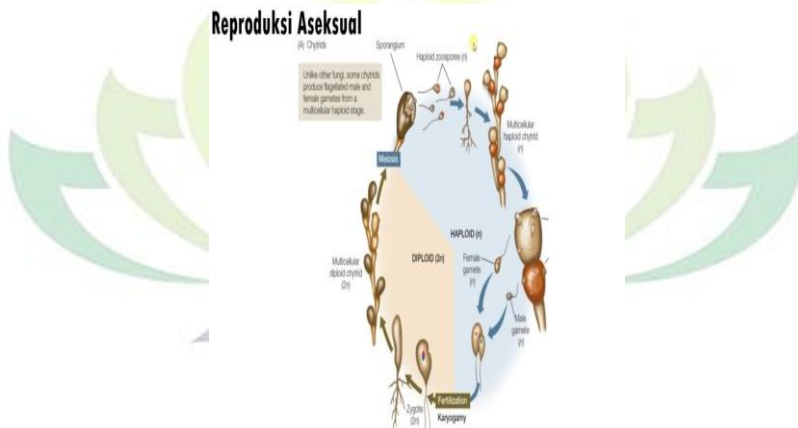 Reproduksi Aseksual
(A) Chytrids
Sporangium
Haploid zoospores (n)
Unlike other fungi, some chytrids
produce flagellated male and
female gametes from a
multicellular haploid stage.
Multicellular
haploid chytrid
(n)
Meiosis
HAPLOID (n)
DIPLOID (2n)
Female
gamete
(n)
Multicellular
diploid chytrid
(2n)
Male
gamete
(n)
Fertilization
Zygote
(2n)
Karyogamy